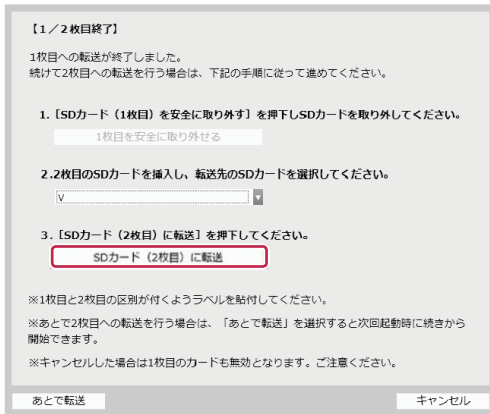 【1／2枚目終了】
1枚目への転送が終了しました。
続けて2枚目への転送を行う場合は、下記の手順に従って進めてください。
1.［SDカード（1枚目）を安全に取り外す］を押下しSDカードを取り外してください。
1枚目を安全に取り外せる
2.2枚目のSDカードを挿入し、転送先のSDカードを選択してください。
V
3.［SDカード（2枚目）に転送］を押下してください。
SDカード（2枚目）に転送
※1枚目と2枚目の区別が付くようラベルを貼付してください。
※あとで2枚目への転送を行う場合は、「あとで転送」を選択すると次回起動時に続きから
開始できます。
※キャンセルした場合は1枚目のカードも無効となります。ご注意ください。
あとで転送
キャンセル